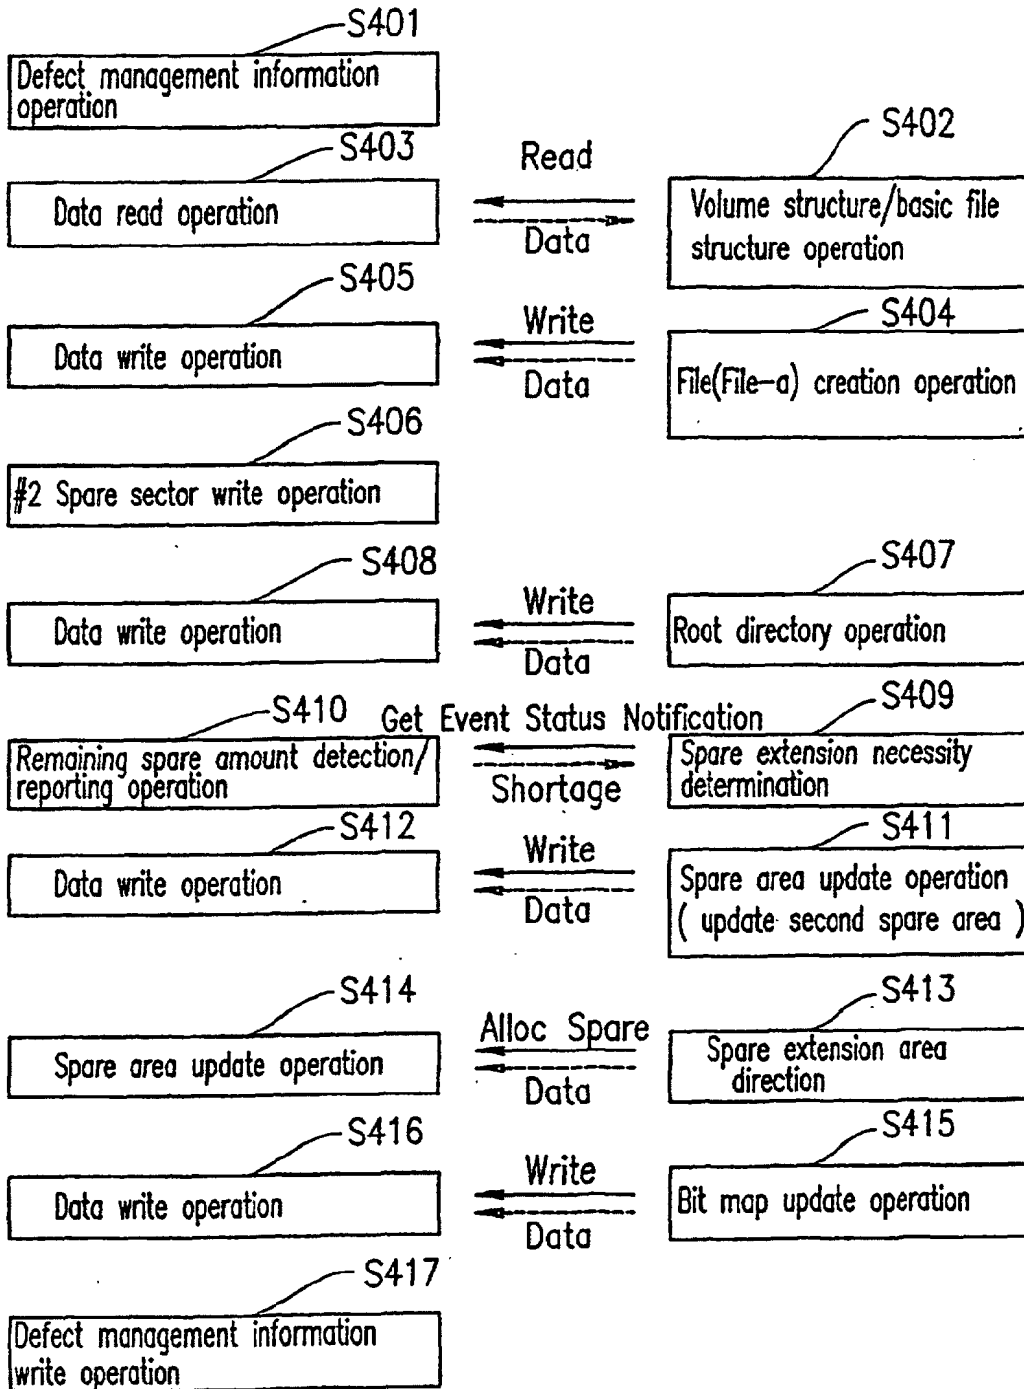 S401
Defect management information
operation
S403
Data read operation
Read
Data
S402
Volume structure/basic file
structure operation
S405
Data write operation
Write
Data
S404
File(File-a) creation operation
S406
#2 Spare sector write operation
S408
Data write operation
Write
Data
S407
Root directory operation
S410
Remaining spare amount detection/
reporting operation
Get Event Status Notification
Shortage
S409
Spare extension necessity
determination
S412
Data write operation
Write
Data
S411
Spare area update operation
( update second spare area )
S414
Spare area update operation
Alloc Spare
Data
S413
Spare extension area
direction
S416
Data write operation
Write
Data
S415
Bit map update operation
S417
Defect management information
write operation